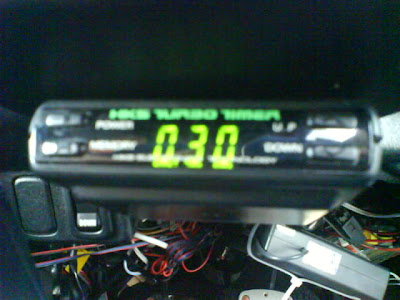 HKS TURBO TIMER
POWER UP
0.30
MEMORY DOWN